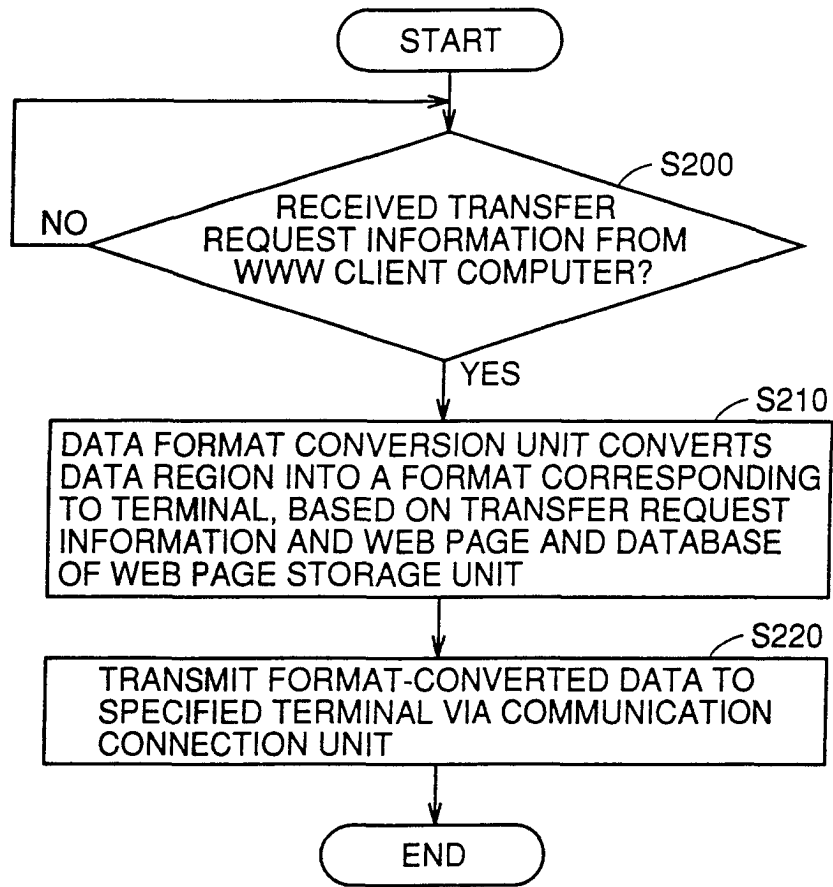 START
S200
RECEIVED TRANSFER
REQUEST INFORMATION FROM
WWW CLIENT COMPUTER?
NO
YES
S210
DATA FORMAT CONVERSION UNIT CONVERTS
DATA REGION INTO A FORMAT CORRESPONDING
TO TERMINAL, BASED ON TRANSFER REQUEST
INFORMATION AND WEB PAGE AND DATABASE
OF WEB PAGE STORAGE UNIT
S220
TRANSMIT FORMAT-CONVERTED DATA TO
SPECIFIED TERMINAL VIA COMMUNICATION
CONNECTION UNIT
END